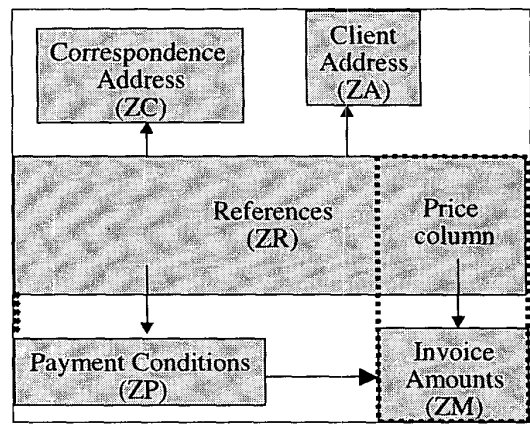 Correspondence
Address
(ZC)
Client
Address
(ZA)
References
(ZR)
Price
column
Payment Conditions
(ZP)
Invoice
Amounts
(ZM)